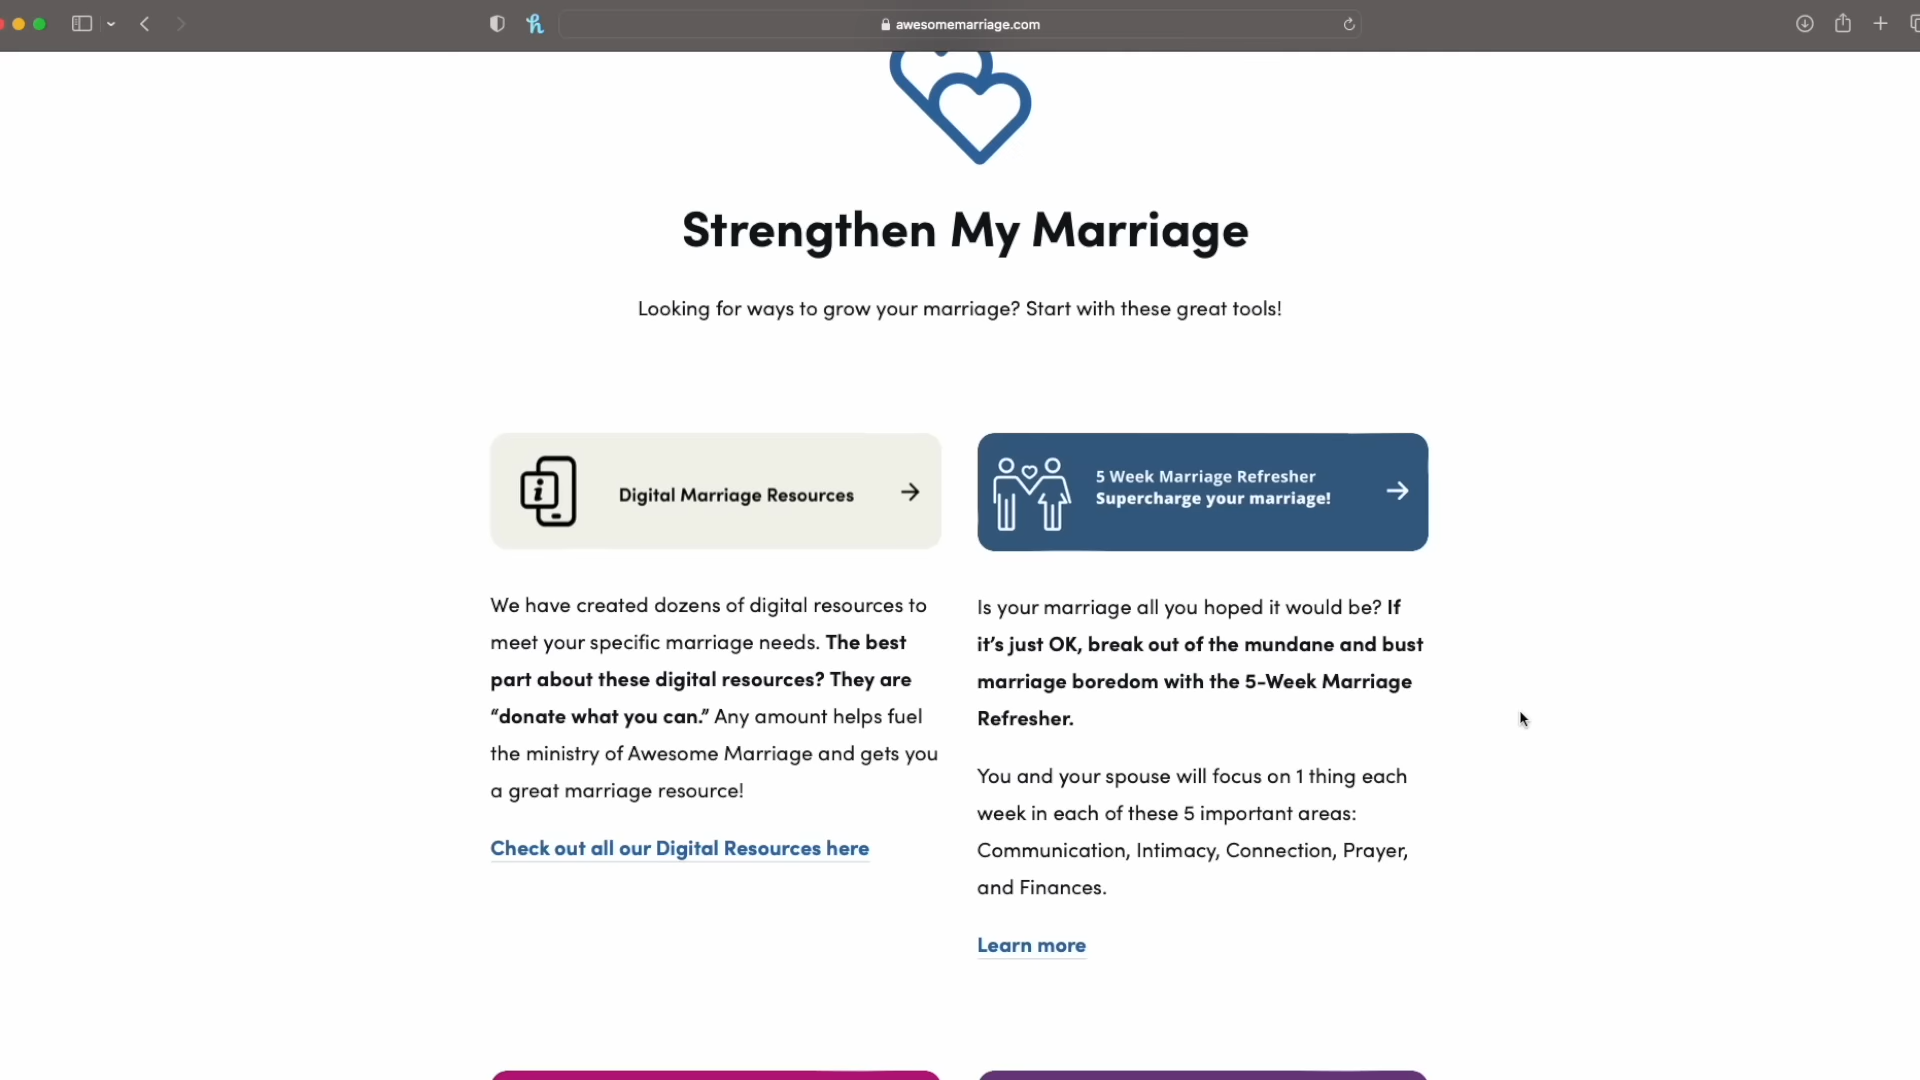 awesomemarriage.com
Strengthen My Marriage
Looking for ways to grow your marriage? Start with these great tools!
Digital Marriage Resources
We have created dozens of digital resources to
meet your specific marriage needs. The best
part about these digital resources? They are
“donate what you can.” Any amount helps fuel
the ministry of Awesome Marriage and gets you
a great marriage resource!
Check out all our Digital Resources here
5 Week Marriage Refresher
Supercharge your marriage!
Is your marriage all you hoped it would be? If
it’s just OK, break out of the mundane and bust
marriage boredom with the 5-Week Marriage
Refresher.
You and your spouse will focus on 1 thing each
week in each of these 5 important areas:
Communication, Intimacy, Connection, Prayer,
and Finances.
Learn more